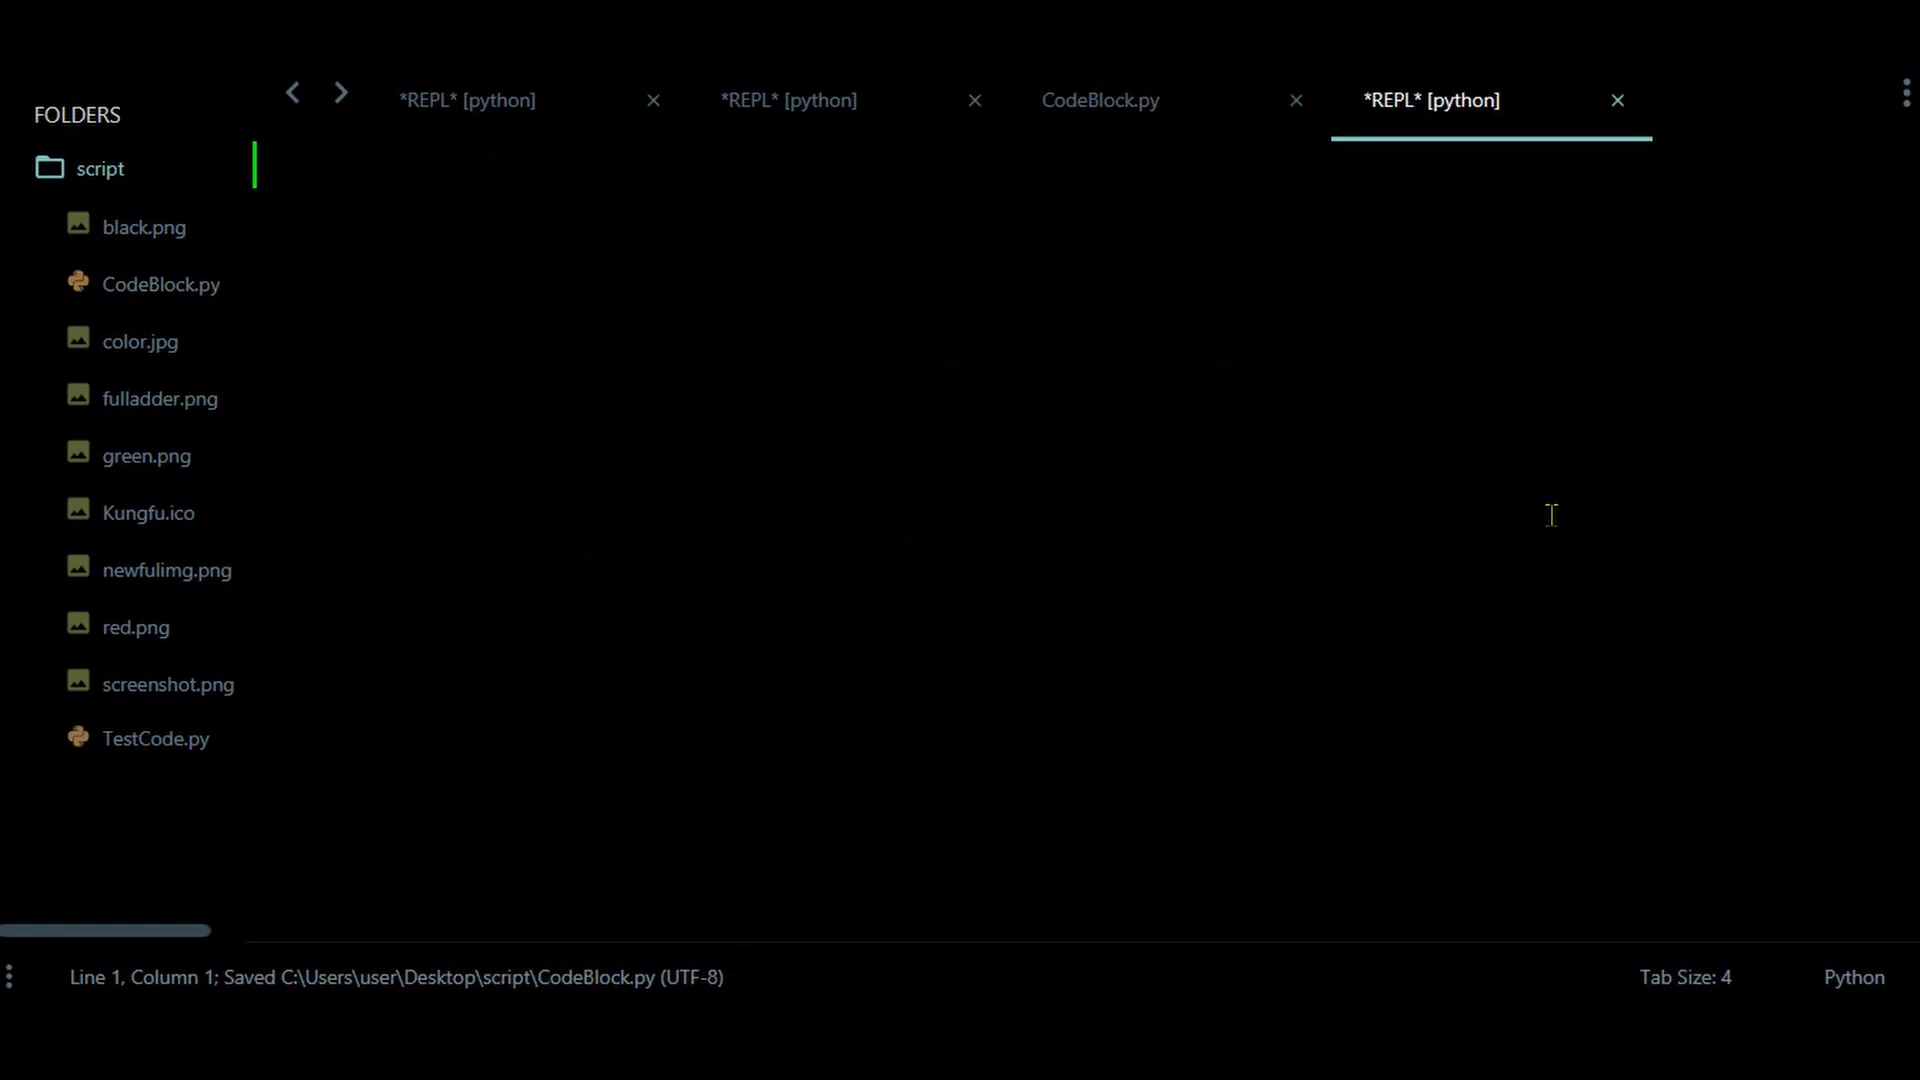 *REPL* [python]
*REPL* [python]
CodeBlock.py
*REPL* [python]
FOLDERS
script
black.png
CodeBlock.py
color.jpg
fulladder.png
green.png
Kungfu.ico
newfulimg.png
red.png
screenshot.png
TestCode.py
Line 1, Column 1; Saved C:\Users\user\Desktop\script\CodeBlock.py (UTF-8)
Tab Size: 4
Python